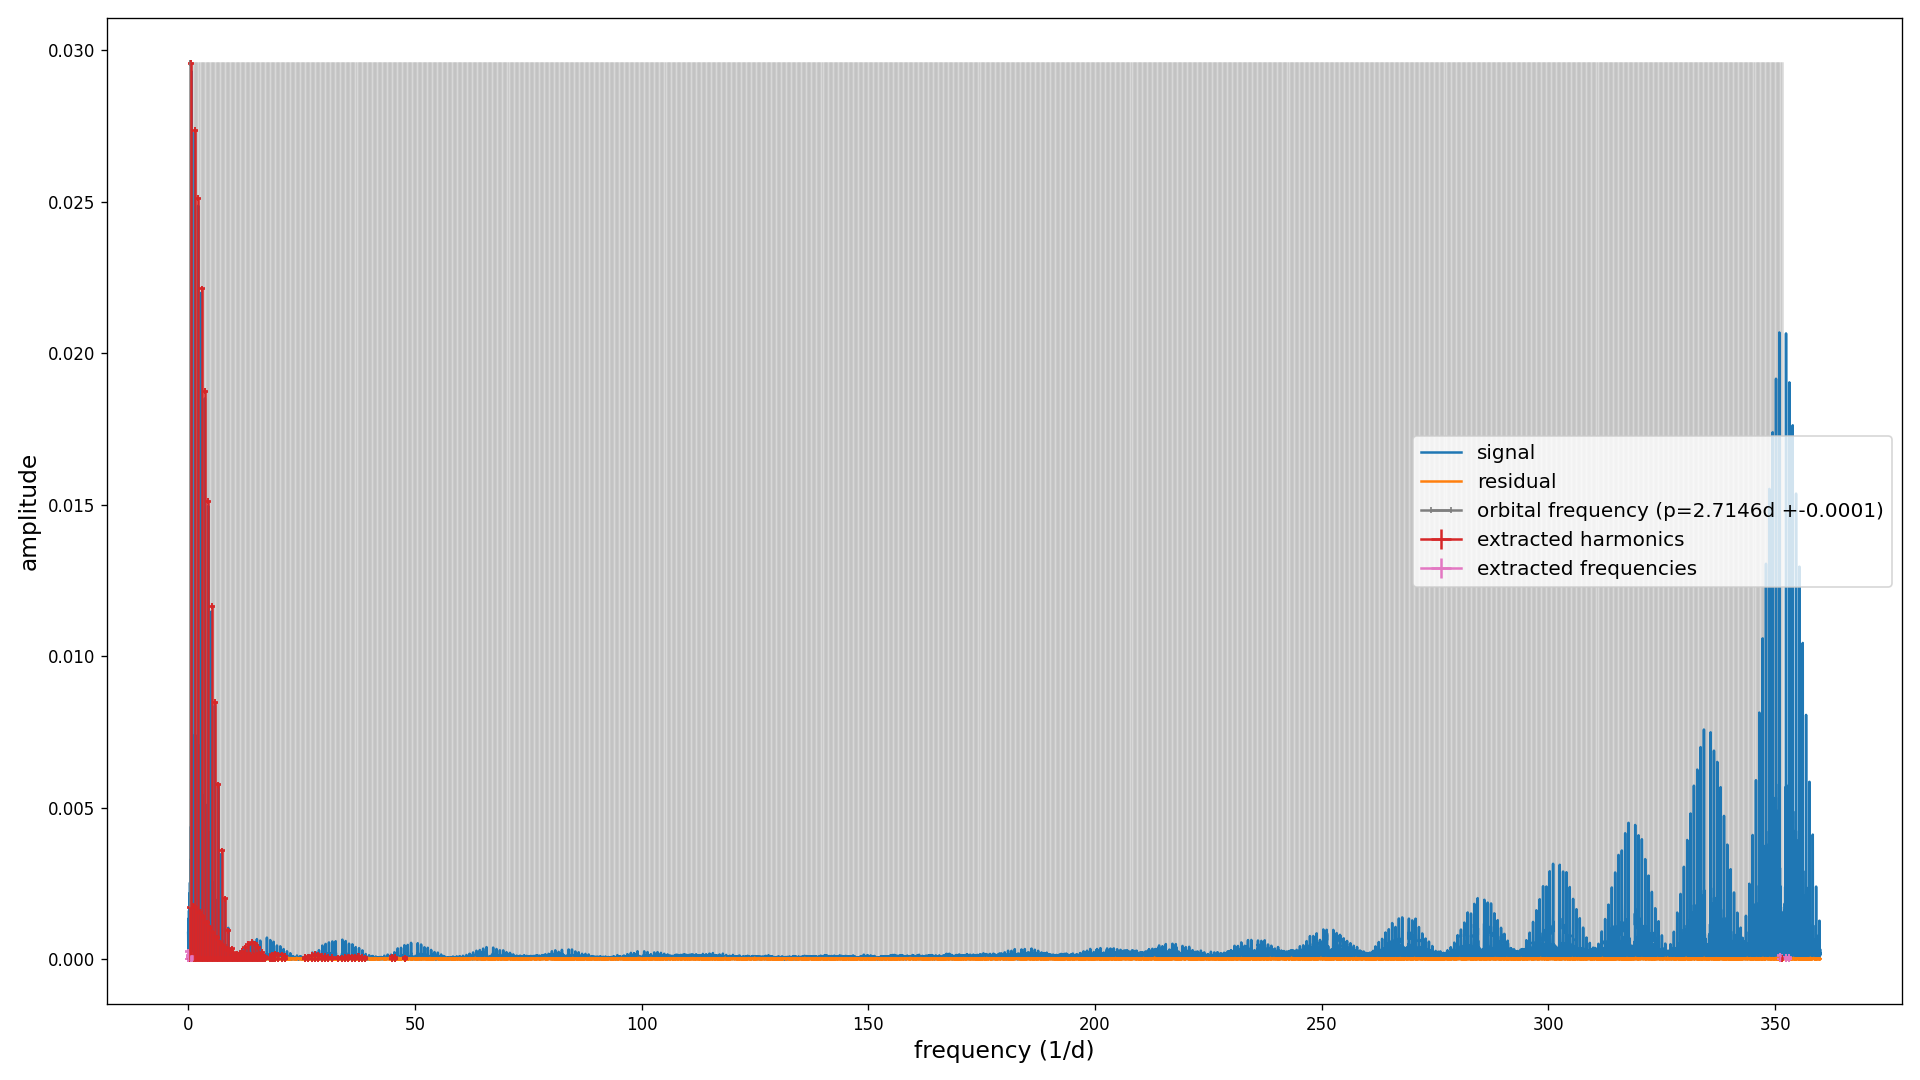 0.030
0.025
0.020
0.015
0.010
0.005
0.000
amplitude
signal
residual
orbital frequency (p=2.7146d +-0.0001)
extracted harmonics
extracted frequencies
0 50 100 150 200 250 300 350
frequency (1/d)